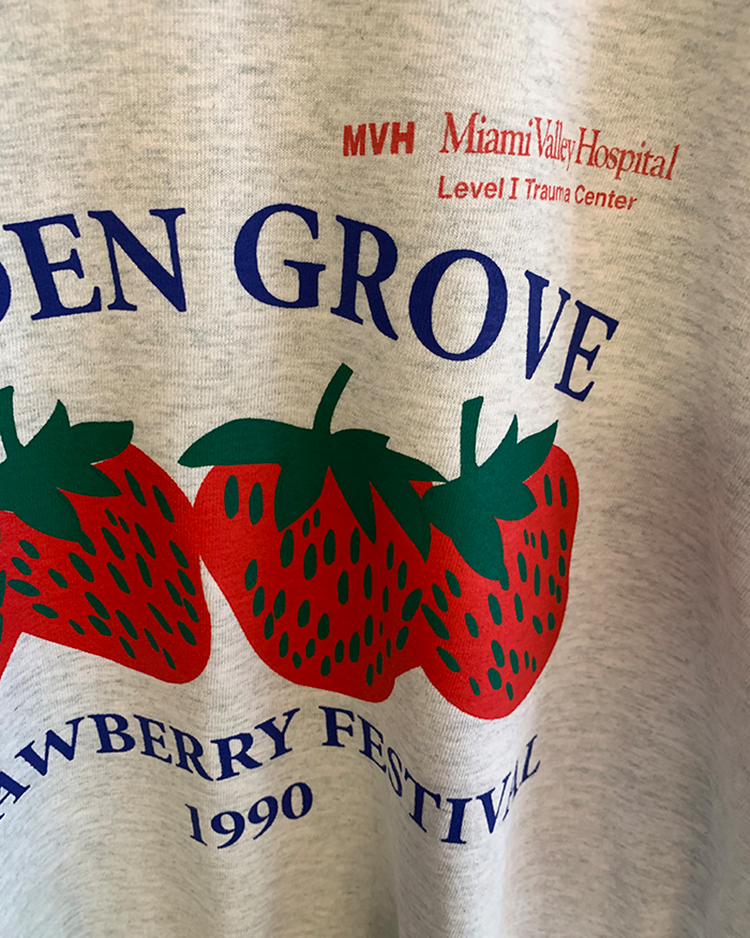 MVH Miami Valley Hospital
Level I Trauma Center
DEN GROVE
AWBERRY FESTIVAL
1990